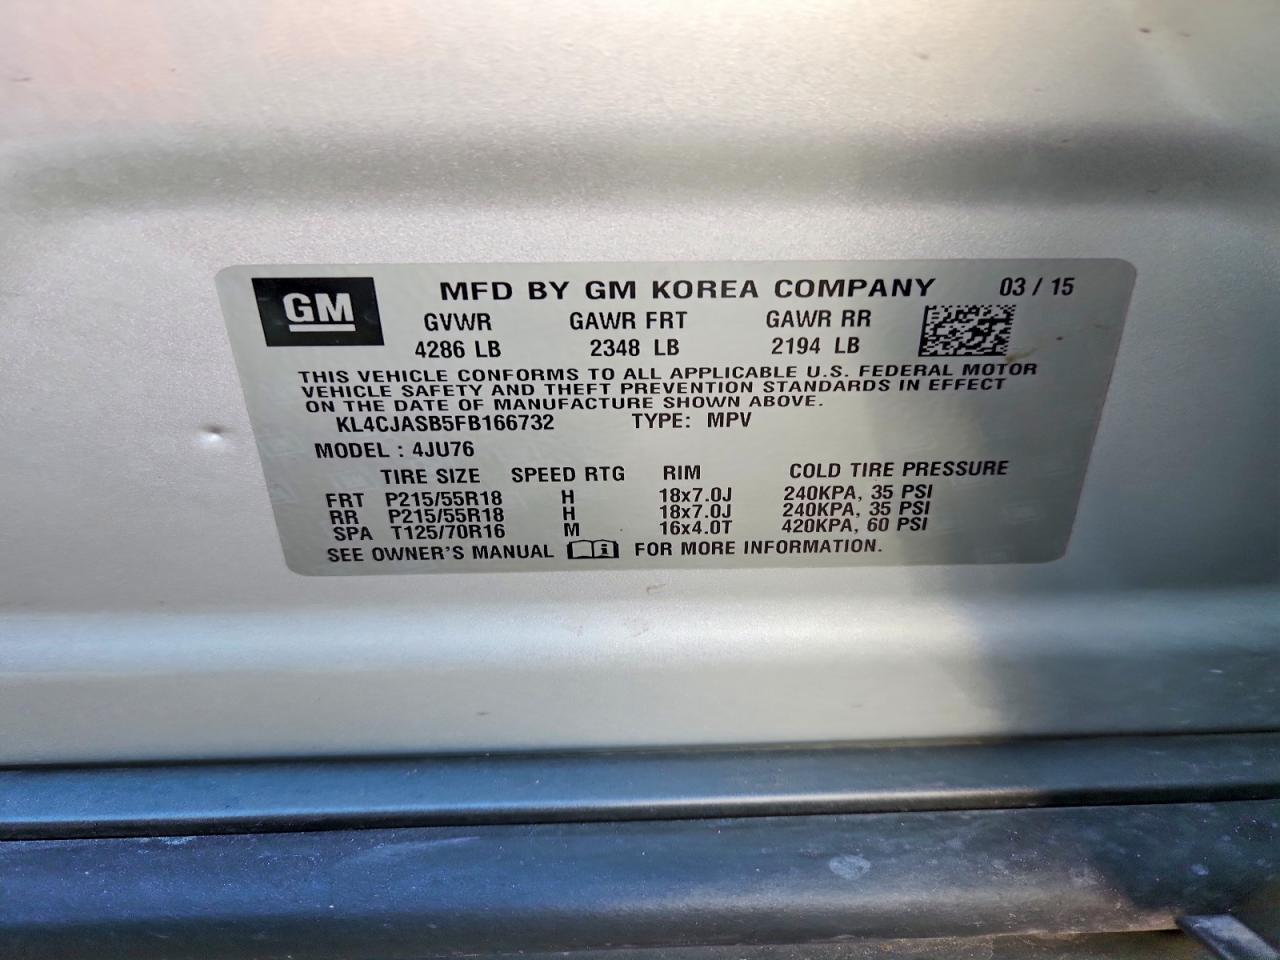 GM
MFD BY GM KOREA COMPANY 03 / 15
GVWR GAWR FRT GAWR RR
4286 LB 2348 LB 2194 LB
THIS VEHICLE CONFORMS TO ALL APPLICABLE U.S. FEDERAL MOTOR
VEHICLE SAFETY AND THEFT PREVENTION STANDARDS IN EFFECT
ON THE DATE OF MANUFACTURE SHOWN ABOVE.
KL4CJASB5FB166732 TYPE: MPV
MODEL : 4JU76
TIRE SIZE SPEED RTG RIM COLD TIRE PRESSURE
FRT P215/55R18 H 18x7.0J 240KPA, 35 PSI
RR P215/55R18 H 18x7.0J 240KPA, 35 PSI
SPA T125/70R16 M 16x4.0T 420KPA, 60 PSI
SEE OWNER'S MANUAL i FOR MORE INFORMATION.